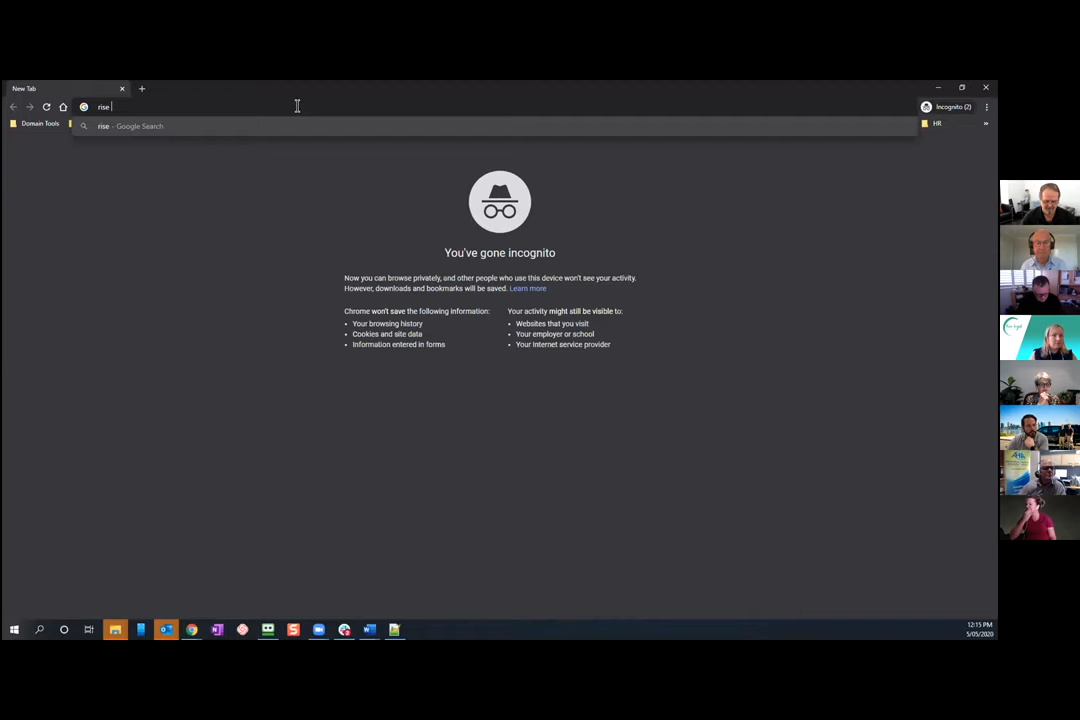 New Tab
rise
Incognito (2)
Domain Tools
HR
rise - Google Search
You've gone incognito
Now you can browse privately, and other people who use this device won't see your activity.
However, downloads and bookmarks will be saved. Learn more
Chrome won't save the following information:
• Your browsing history
• Cookies and site data
• Information entered in forms
Your activity might still be visible to:
• Websites that you visit
• Your employer or school
• Your Internet service provider
12:15 PM
5/05/2020